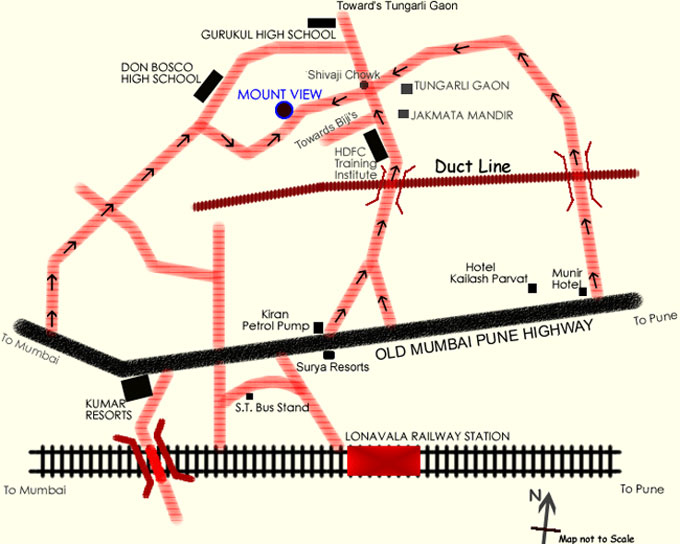 Toward's Tungarli Gaon
GURUKUL HIGH SCHOOL
DON BOSCO
HIGH SCHOOL
Shivaji Chowk
TUNGARLI GAON
MOUNT VIEW
JAKMATA MANDIR
Towards Biji's
HDFC
Training
Institute
Duct Line
Hotel
Kailash Parvat
Munir
Hotel
Kiran
Petrol Pump
To Pune
OLD MUMBAI PUNE HIGHWAY
To Mumbai
Surya Resorts
KUMAR
RESORTS
S.T. Bus Stand
LONAVALA RAILWAY STATION
To Mumbai
To Pune
N
Map not to Scale